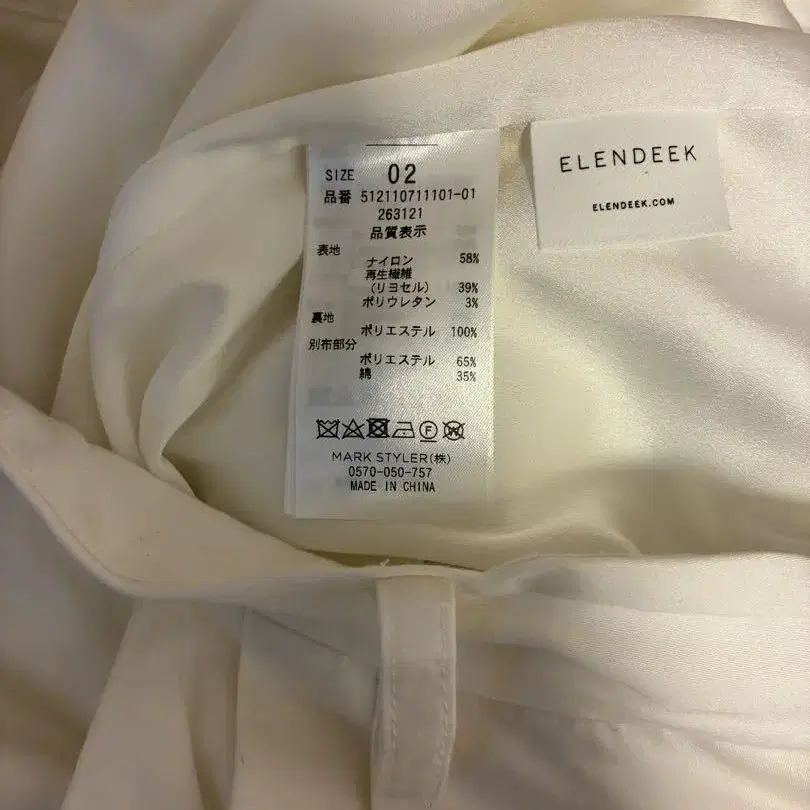 SIZE 02
品番 512110711101-01
263121
品質表示
表地
ナイロン 58%
再生繊維
(リヨセル) 39%
ポリウレタン 3%
裏地
ポリエステル 100%
別布部分
ポリエステル 65%
綿 35%
MARK STYLER(株)
0570-050-757
MADE IN CHINA
ELENDEEK
ELENDEEK.COM